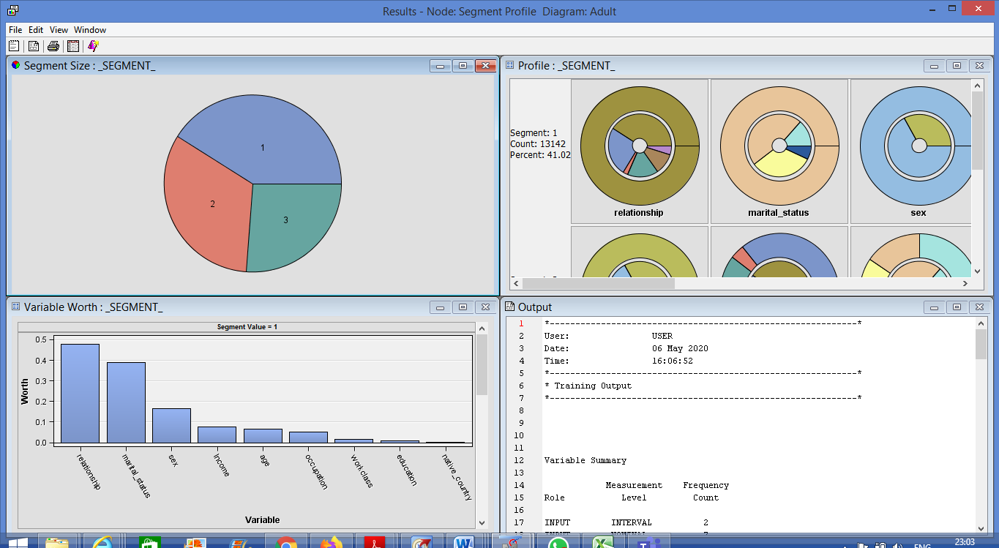 Results - Node: Segment Profile Diagram: Adult
File Edit View Window
Segment Size : _SEGMENT_
1
2
3
Profile : _SEGMENT_
Segment: 1
Count: 13142
Percent: 41.02
relationship
marital_status
sex
Variable Worth : _SEGMENT_
Segment Value = 1
Worth
0.5
0.4
0.3
0.2
0.1
0.0
relationship
marital_status
sex
income
age
occupation
workclass
education
native_country
Variable
Output
1 *------------------------------------------------------------*
2 User: USER
3 Date: 06 May 2020
4 Time: 16:06:52
5 *------------------------------------------------------------*
6 * Training Output
7 *------------------------------------------------------------*
8
9
10
11
12 Variable Summary
13
14 Measurement Frequency
15 Role Level Count
16
17 INPUT INTERVAL 2
ENG
23:03